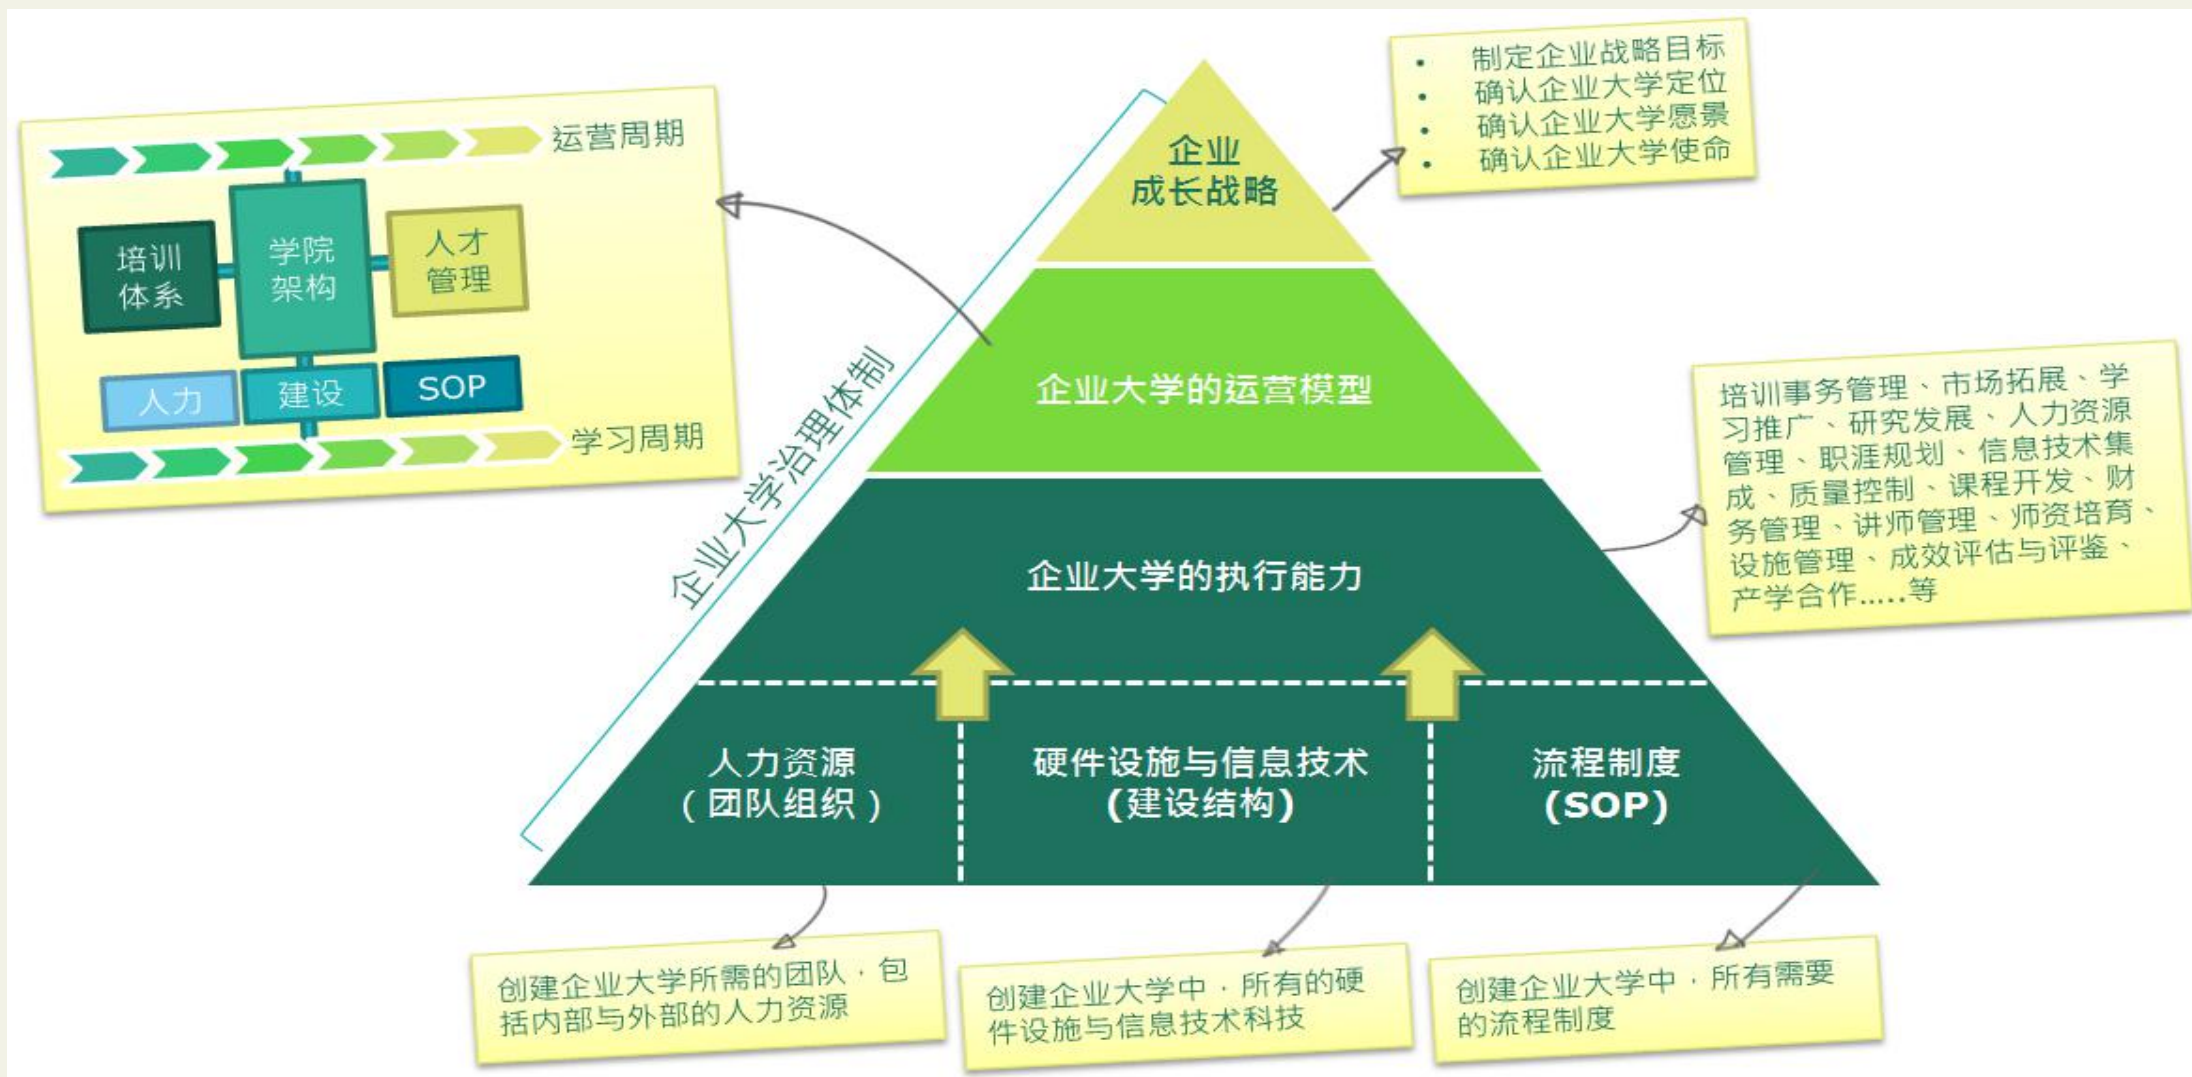 运营周期
培训
体系
学院
架构
人才
管理
人力
建设
SOP
学习周期
企业大学治理体制
企业
成长战略
• 制定企业战略目标
• 确认企业大学定位
• 确认企业大学愿景
• 确认企业大学使命
企业大学的运营模型
企业大学的执行能力
培训事务管理、市场拓展、学
习推广、研究发展、人力资源
管理、职涯规划、信息技术集
成、质量控制、课程开发、财
务管理、讲师管理、师资培育、
设施管理、成效评估与评鉴、
产学合作.....等
人力资源
(团队组织)
硬件设施与信息技术
(建设结构)
流程制度
(SOP)
创建企业大学所需的团队，包
括内部与外部的人力资源
创建企业大学中，所有的硬
件设施与信息技术科技
创建企业大学中，所有需要
的流程制度